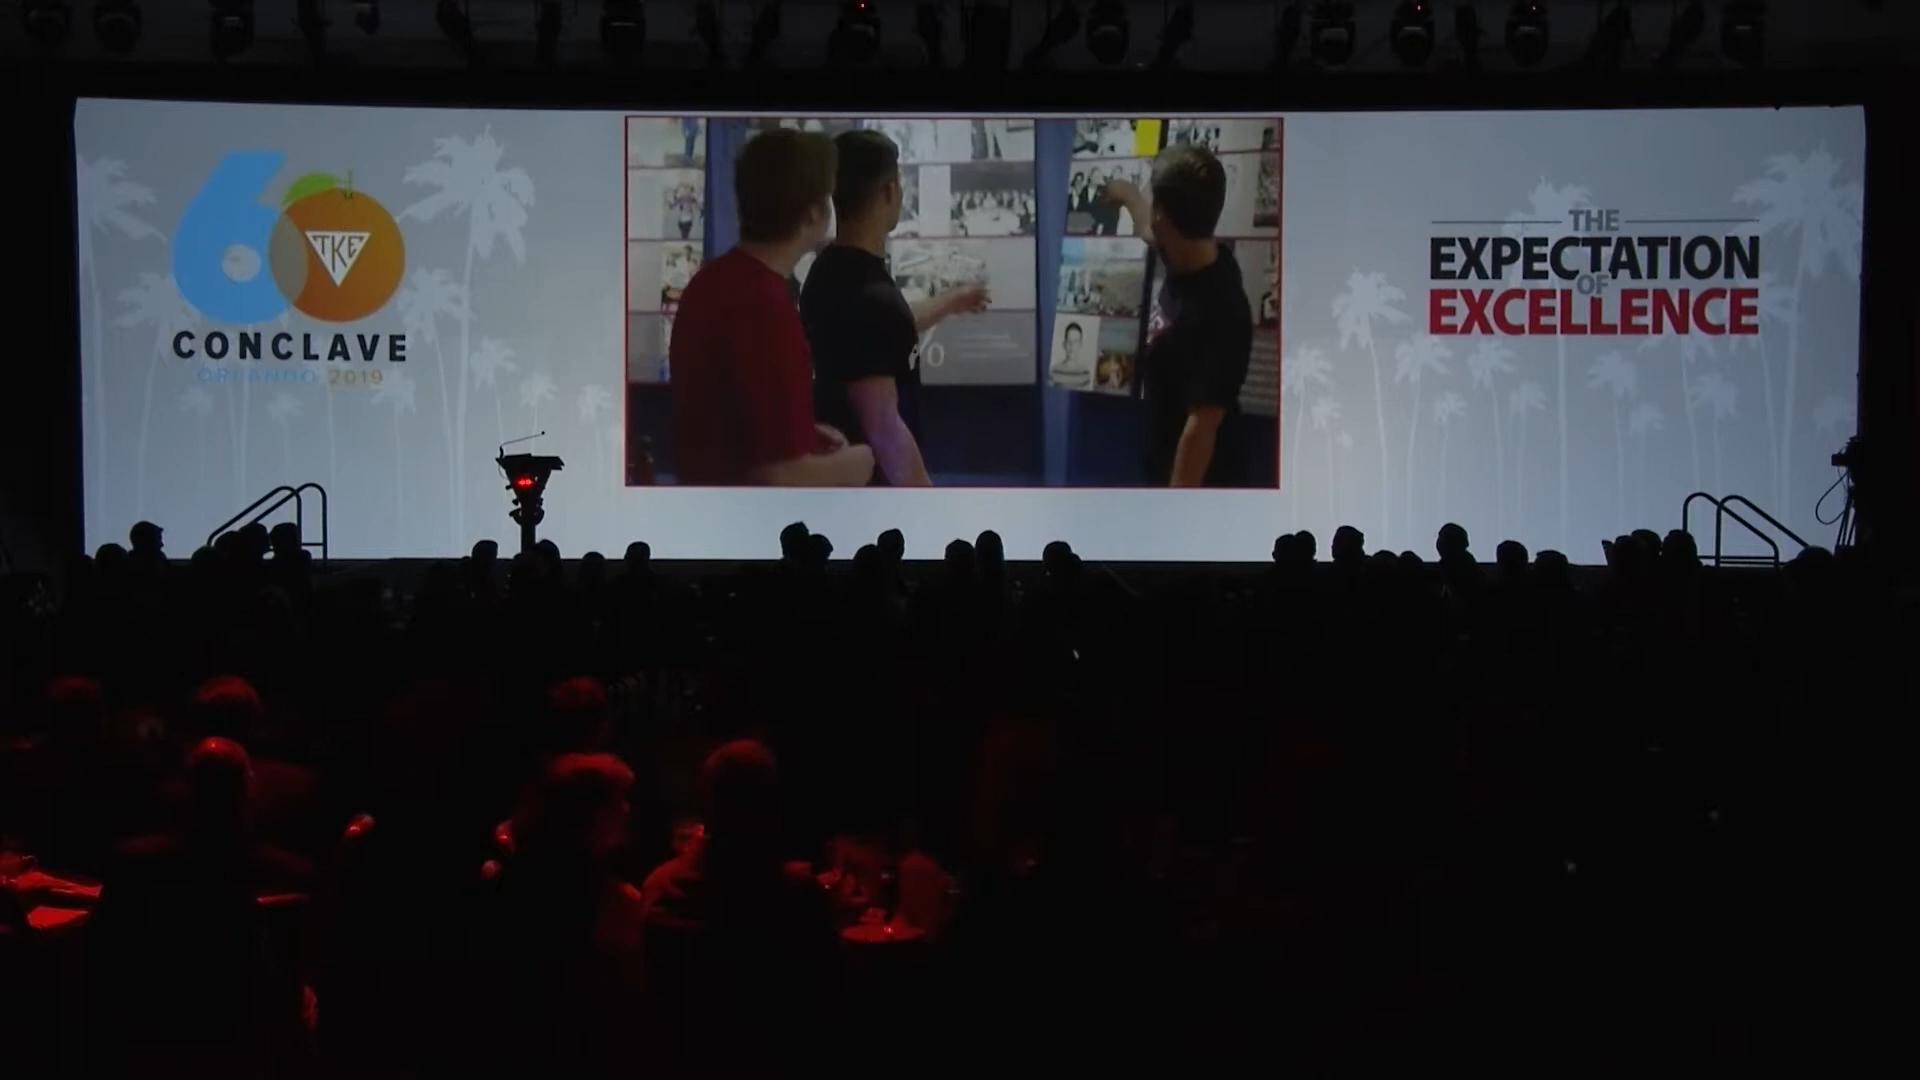 60
TKE
CONCLAVE
ORLANDO 2019
THE
EXPECTATION
OF
EXCELLENCE